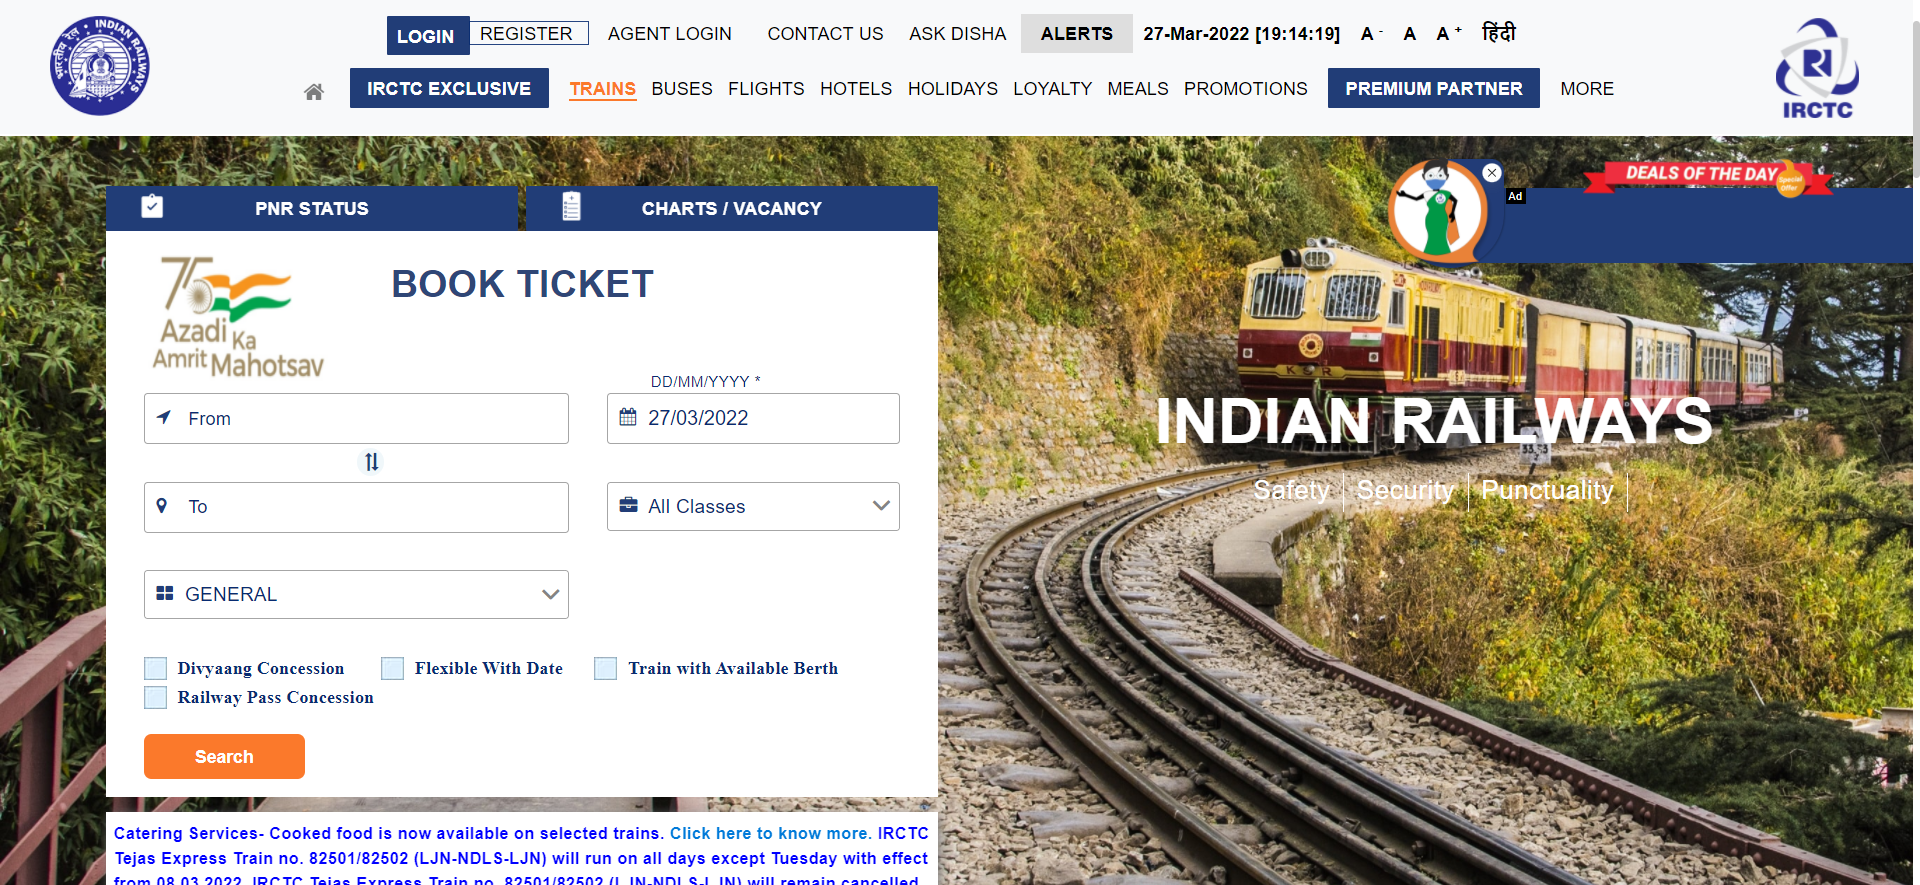 भारतीय रेल INDIAN RAILWAYS
LOGIN REGISTER AGENT LOGIN CONTACT US ASK DISHA ALERTS 27-Mar-2022 [19:14:19] A - A A + हिंदी
IRCTC EXCLUSIVE TRAINS BUSES FLIGHTS HOTELS HOLIDAYS LOYALTY MEALS PROMOTIONS PREMIUM PARTNER MORE
IRCTC
PNR STATUS CHARTS / VACANCY
BOOK TICKET
75
Azadi Ka
Amrit Mahotsav
DD/MM/YYYY *
From
27/03/2022
To
All Classes
GENERAL
Divyaang Concession Flexible With Date Train with Available Berth
Railway Pass Concession
Search
Catering Services- Cooked food is now available on selected trains. Click here to know more. IRCTC
Tejas Express Train no. 82501/82502 (LJN-NDLS-LJN) will run on all days except Tuesday with effect
from 08.03.2022. IRCTC Tejas Express Train no. 82501/82502 (LJN-NDLS-LJN) will remain cancelled
Ad
DEALS OF THE DAY
Special
Offer
K S R
INDIAN RAILWAYS
Safety Security Punctuality